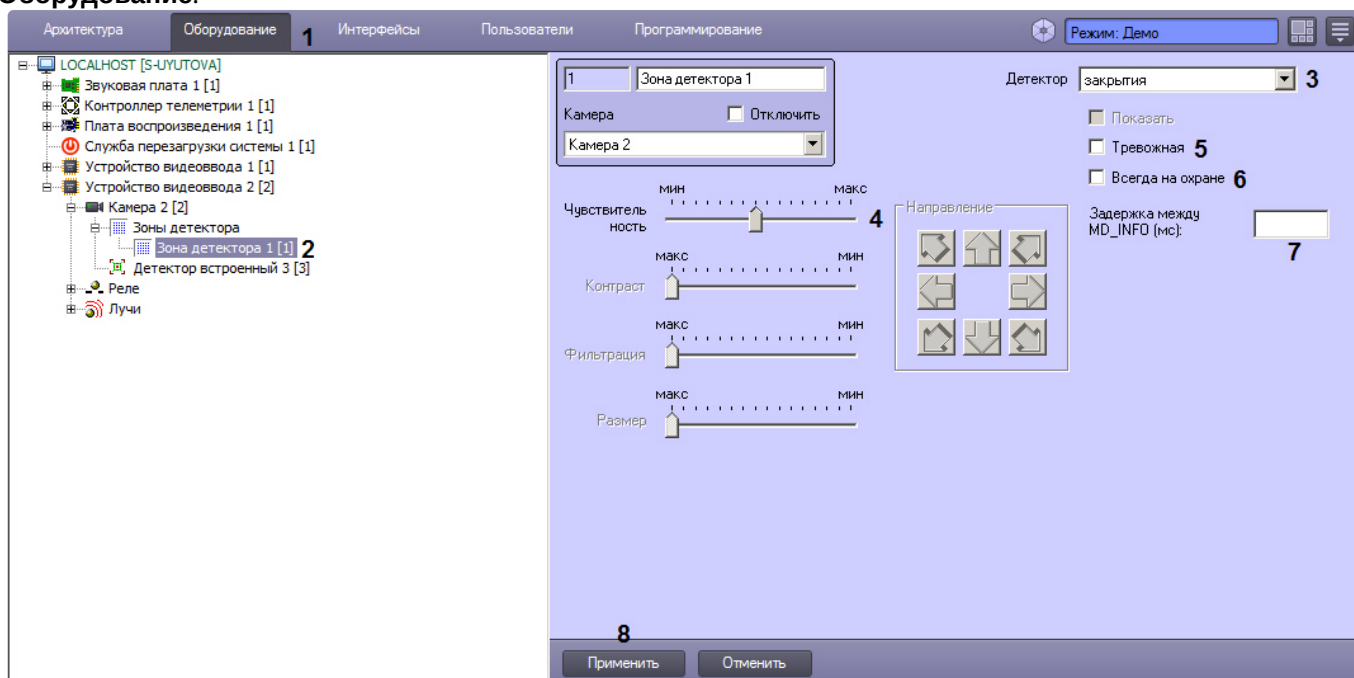 Оборудование.
Архитектура Оборудование 1 Интерфейсы Пользователи Программирование Режим: Демо
LOCALHOST [S-UYUTOVA]
Звуковая плата 1 [1]
Контроллер телеметрии 1 [1]
Плата воспроизведения 1 [1]
Служба перезагрузки системы 1 [1]
Устройство видеоввода 1 [1]
Устройство видеоввода 2 [2]
Камера 2 [2]
Зоны детектора
Зона детектора 1 [1] 2
Детектор встроенный 3 [3]
Реле
Лучи
1 Зона детектора 1
Камера Отключить
Камера 2
мин макс
Чувствитель
ность 4
макс мин
Контраст
макс мин
Фильтрация
макс мин
Размер
Направление
Детектор закрытия 3
Показать
Тревожная 5
Всегда на охране 6
Задержка между
MD_INFO (мс):
7
8
Применить Отменить